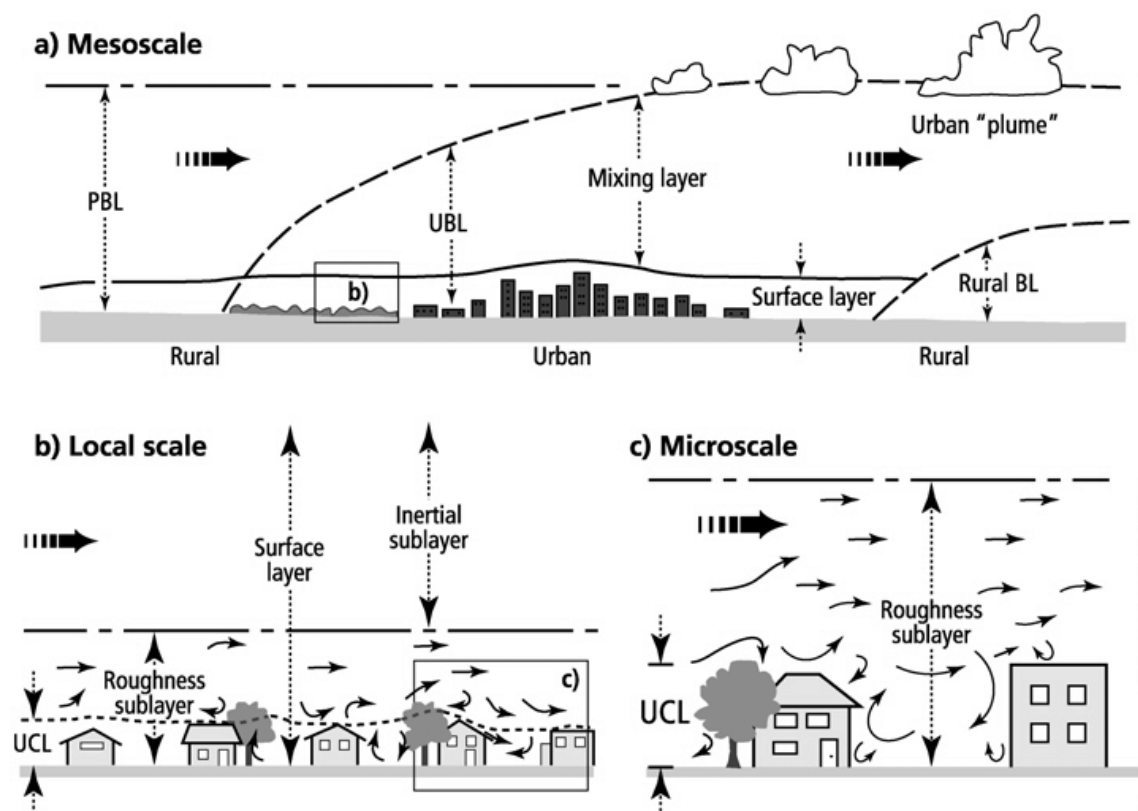 a) Mesoscale
Urban "plume"
PBL
UBL
Mixing layer
b)
Surface layer
Rural BL
Rural
Urban
Rural
b) Local scale
Inertial
sublayer
Surface
layer
Roughness
sublayer
UCL
c)
c) Microscale
Roughness
sublayer
UCL